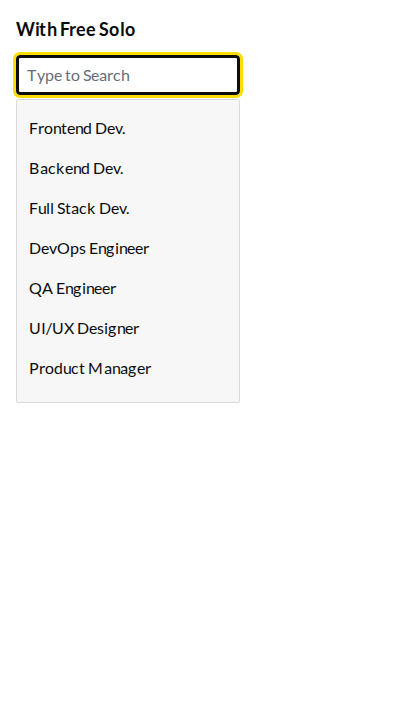 With Free Solo
Type to Search
Frontend Dev.
Backend Dev.
Full Stack Dev.
DevOps Engineer
QA Engineer
UI/UX Designer
Product Manager